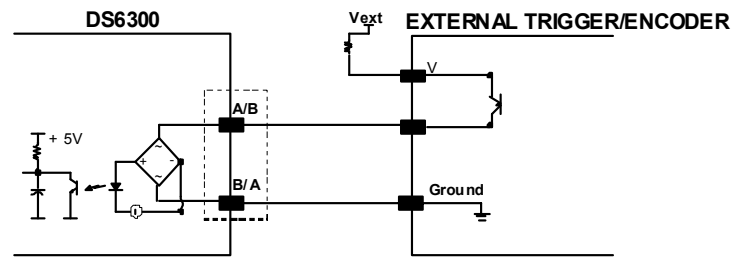 DS6300
Vext
EXTERNAL TRIGGER/ENCODER
V
A/B
+ 5V
~
+ -
~
B/A
Ground